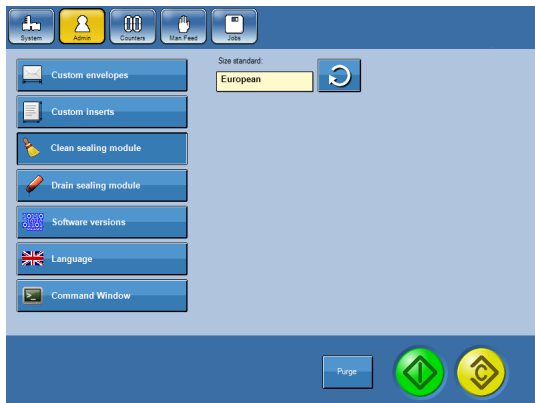 System
Admin
Counters
Man.Feed
Jobs
Custom envelopes
Custom inserts
Clean sealing module
Drain sealing module
Software versions
Language
Command Window
Size standard:
European
Purge
C